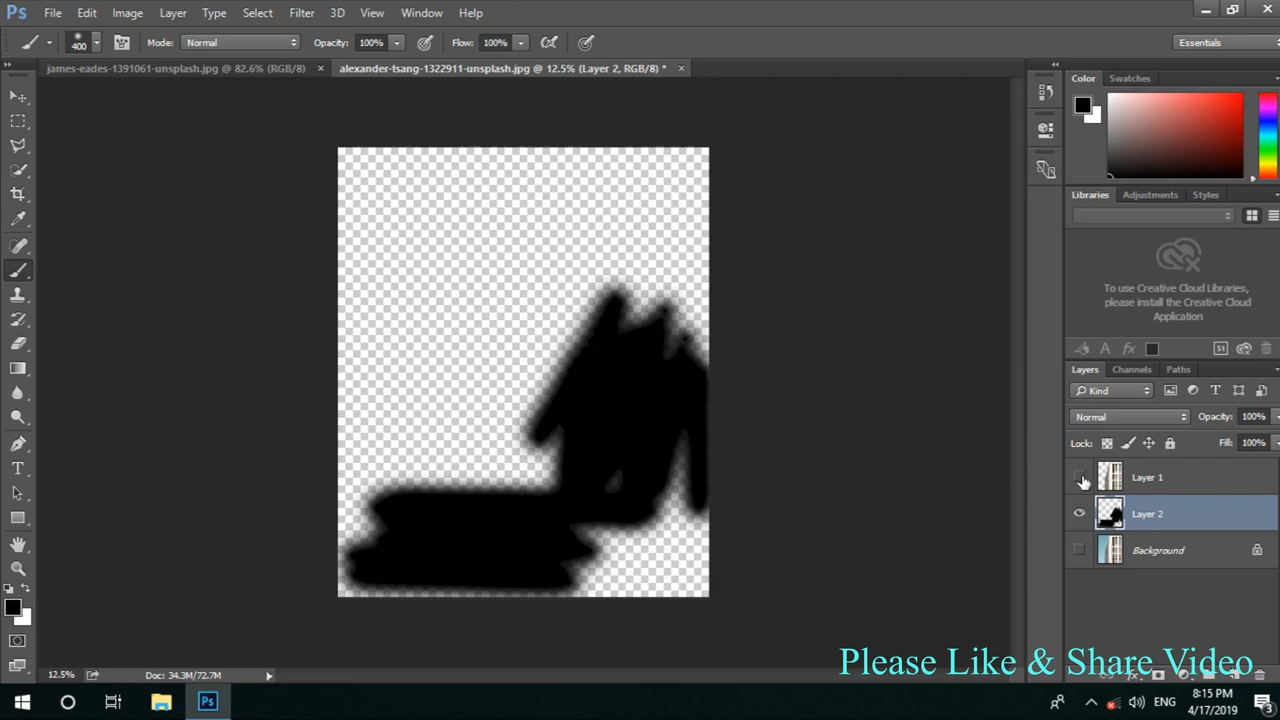 Ps File Edit Image Layer Type Select Filter 3D View Window Help
400 Mode: Normal Opacity: 100% Flow: 100% Essentials
james-eades-1391061-unsplash.jpg @ 82.6% (RGB/8) × alexander-tsang-1322911-unsplash.jpg @ 12.5% (Layer 2, RGB/8) * ×
Color Swatches
Libraries Adjustments Styles
To use Creative Cloud Libraries,
please install the Creative Cloud
Application
St
Layers Channels Paths
Kind
Normal Opacity: 100%
Lock: Fill: 100%
Layer 1
Layer 2
Background
12.5% Doc: 34.3M/72.7M
Please Like & Share Video
Ps ENG 8:15 PM
4/17/2019 3